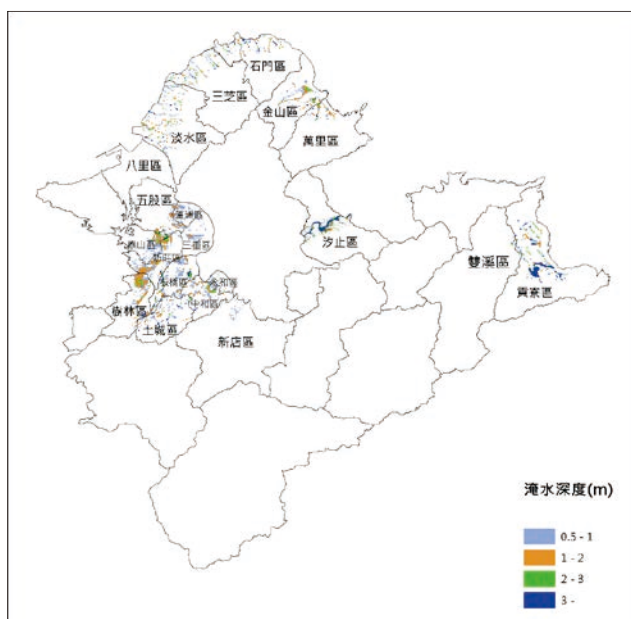 石門區
三芝區
金山區
淡水區
萬里區
八里區
五股區
蘆洲區
汐止區
三重區
泰山區
雙溪區
新莊區
貢寮區
板橋區
永和區
中和區
樹林區
土城區
新店區
淹水深度(m)
0.5 - 1
1 - 2
2 - 3
3 -